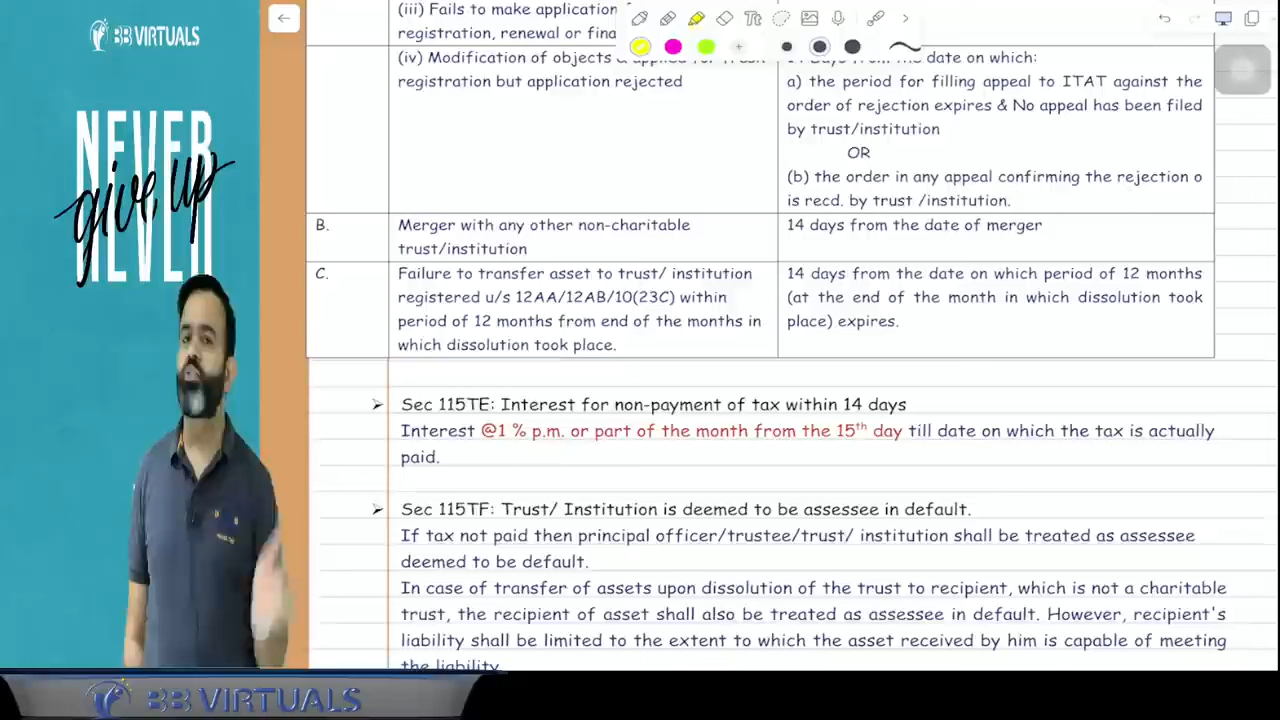 BB VIRTUALS
NEVER
give up
NEVER
(iii) Fails to make application
registration, renewal or fina
(iv) Modification of objects &
registration but application rejected
date on which:
a) the period for filling appeal to ITAT against the
order of rejection expires & No appeal has been filed
by trust/institution
OR
(b) the order in any appeal confirming the rejection o
is recd. by trust /institution.
B.
Merger with any other non-charitable
trust/institution
14 days from the date of merger
C.
Failure to transfer asset to trust/ institution
registered u/s 12AA/12AB/10(23C) within
period of 12 months from end of the months in
which dissolution took place.
14 days from the date on which period of 12 months
(at the end of the month in which dissolution took
place) expires.
➢ Sec 115TE: Interest for non-payment of tax within 14 days
Interest @1 % p.m. or part of the month from the 15th day till date on which the tax is actually
paid.
➢ Sec 115TF: Trust/ Institution is deemed to be assessee in default.
If tax not paid then principal officer/trustee/trust/ institution shall be treated as assessee
deemed to be default.
In case of transfer of assets upon dissolution of the trust to recipient, which is not a charitable
trust, the recipient of asset shall also be treated as assessee in default. However, recipient's
liability shall be limited to the extent to which the asset received by him is capable of meeting
the liability.
BB VIRTUALS